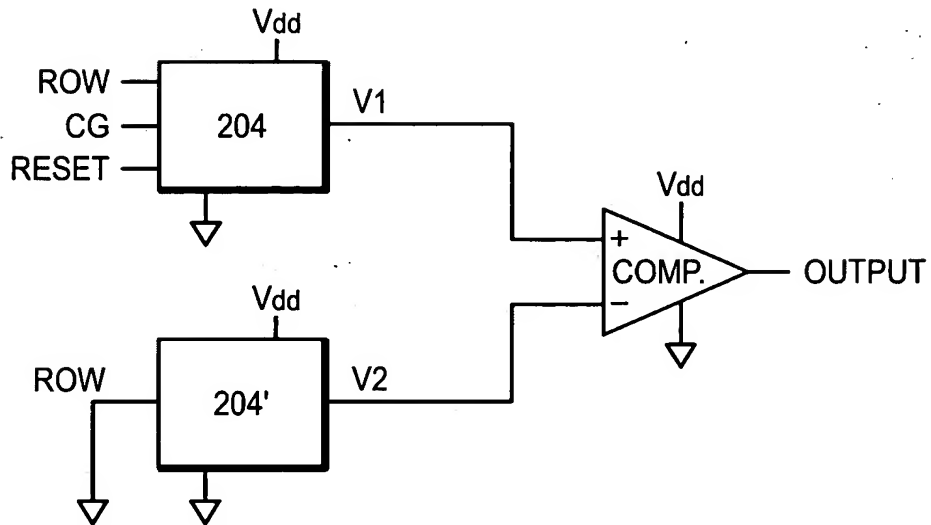 Vdd
ROW
CG
RESET
204
V1
Vdd
+
COMP.
−
OUTPUT
Vdd
ROW
204'
V2